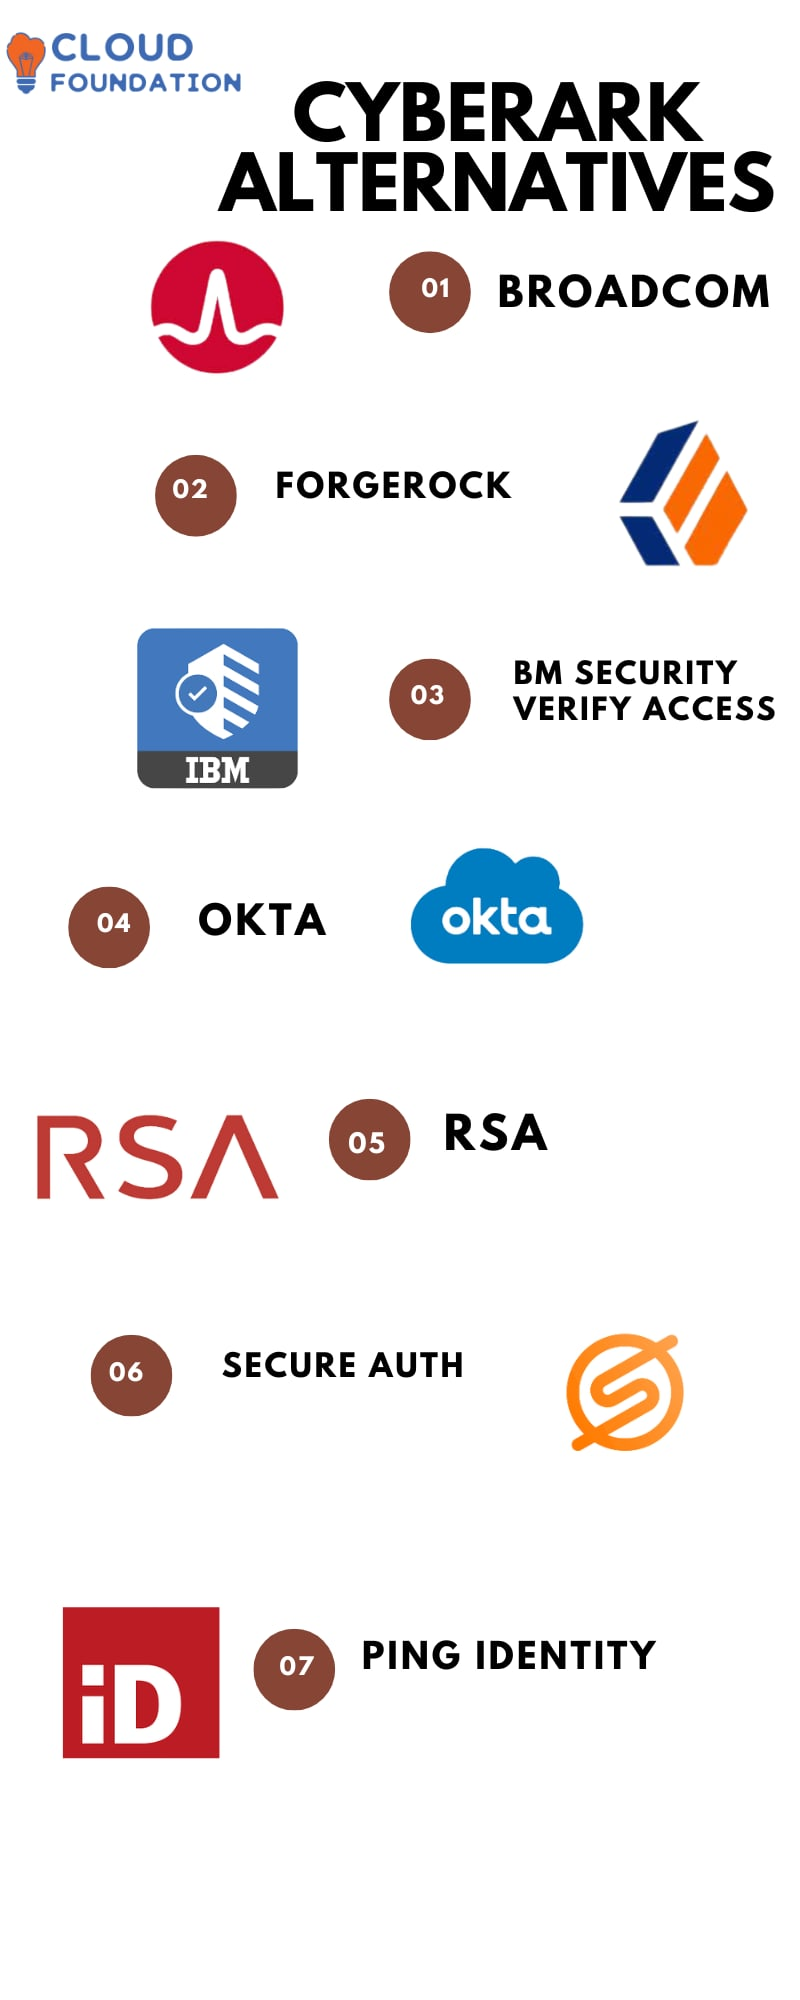 CLOUD
FOUNDATION
CYBERARK
ALTERNATIVES
01 BROADCOM
02 FORGEROCK
IBM
03 BM SECURITY
VERIFY ACCESS
04 OKTA okta
RSA 05 RSA
06 SECURE AUTH
iD 07 PING IDENTITY